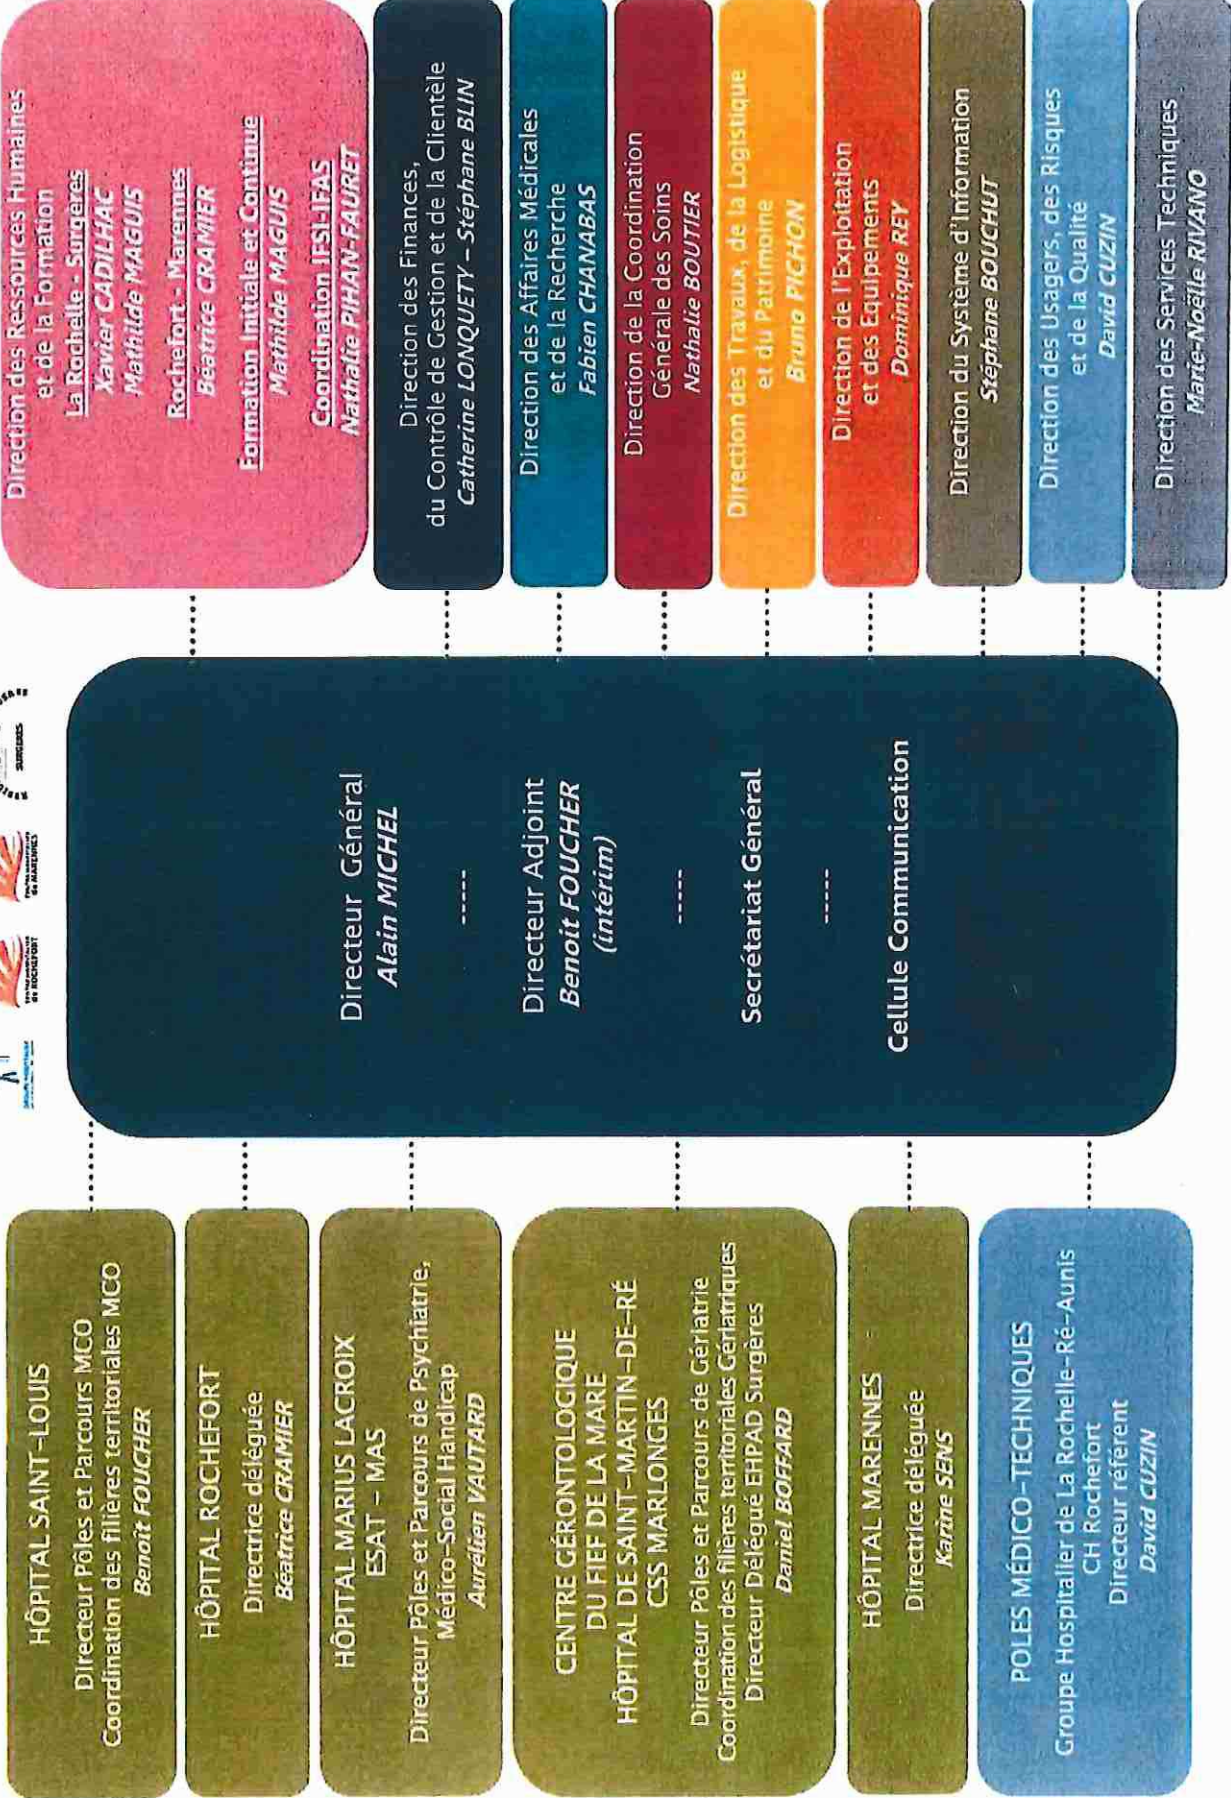 HÔPITAL SAINT-LOUIS
Directeur Pôles et Parcours MCO
Coordination des filières territoriales MCO
Benoît FOUCHER
HÔPITAL ROCHEFORT
Directrice déléguée
Béatrice CRAMIER
HÔPITAL MARIUS LACROIX
ESAT - MAS
Directeur Pôles et Parcours de Psychiatrie,
Médico-Social Handicap
Aurélien VAUTARD
CENTRE GÉRONTOLOGIQUE
DU FIEF DE LA MARE
HÔPITAL DE SAINT-MARTIN-DE-RÉ
CSS MARLONGES
Directeur Pôles et Parcours de Gériatrie
Coordination des filières territoriales Gériatriques
Directeur Délégué EHPAD Surgères
Daniel BOFFARD
HÔPITAL MARENNES
Directrice déléguée
Karine SENS
POLES MÉDICO-TECHNIQUES
Groupe Hospitalier de La Rochelle-Ré-Aunis
CH Rochefort
Directeur référent
David CUZIN
de ROCHEFORT
de MARENNES
SURGERES
Directeur Général
Alain MICHEL
-----
Directeur Adjoint
Benoit FOUCHER
(intérim)
-----
Secrétariat Général
-----
Cellule Communication
Direction des Ressources Humaines
et de la Formation
La Rochelle - Surgères
Xavier CADILHAC
Mathilde MAGUIS
Rochefort - Marennes
Béatrice CRAMIER
Formation Initiale et Continue
Mathilde MAGUIS
Coordination IFSI-IFAS
Nathalie PIHAN-FAURET
Direction des Finances,
du Contrôle de Gestion et de la Clientèle
Catherine LONQUETY – Stéphane BLIN
Direction des Affaires Médicales
et de la Recherche
Fabien CHANABAS
Direction de la Coordination
Générale des Soins
Nathalie BOUTIER
Direction des Travaux, de la Logistique
et du Patrimoine
Bruno PICHON
Direction de l'Exploitation
et des Equipements
Dominique REY
Direction du Système d'Information
Stéphane BOUCHUT
Direction des Usagers, des Risques
et de la Qualité
David CUZIN
Direction des Services Techniques
Marie-Noëlle RIVANO